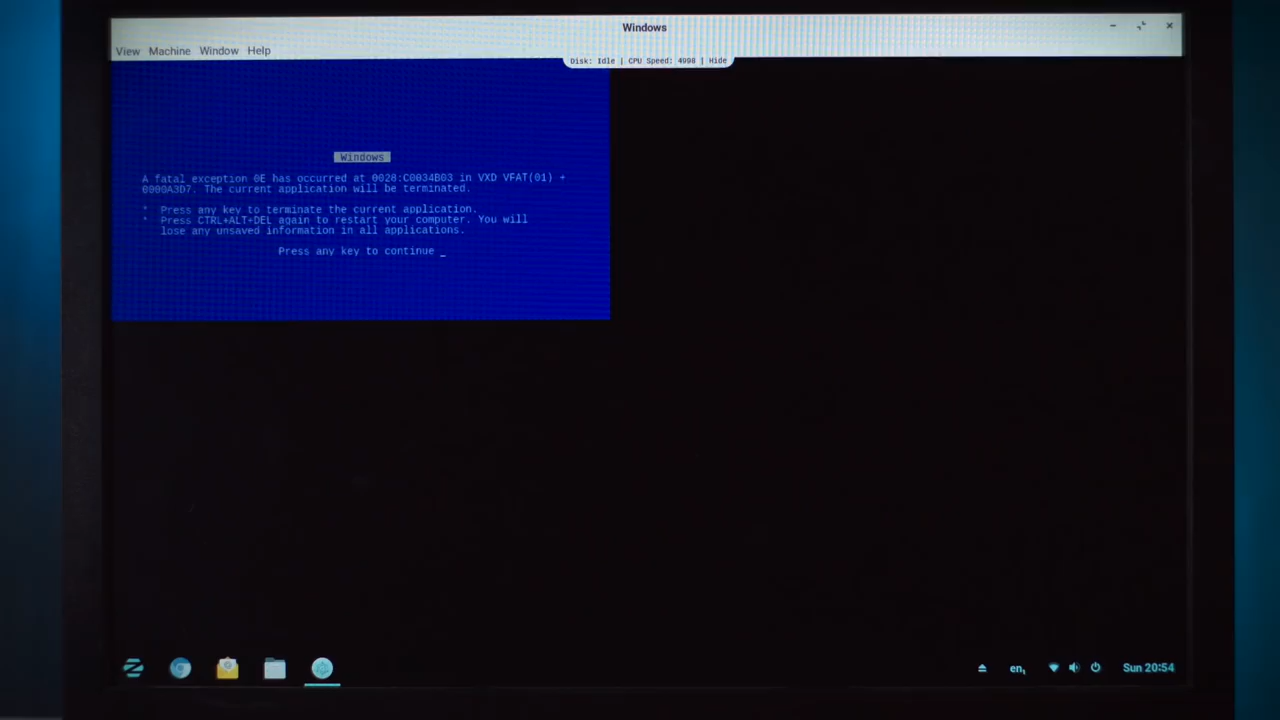 Windows
View Machine Window Help
Disk: Idle | CPU Speed: 4998 | Hide
Windows
A fatal exception 0E has occurred at 0028:C0034B03 in VXD VFAT(01) +
0000A3D7. The current application will be terminated.
* Press any key to terminate the current application.
* Press CTRL+ALT+DEL again to restart your computer. You will
lose any unsaved information in all applications.
Press any key to continue _
en,
Sun 20:54